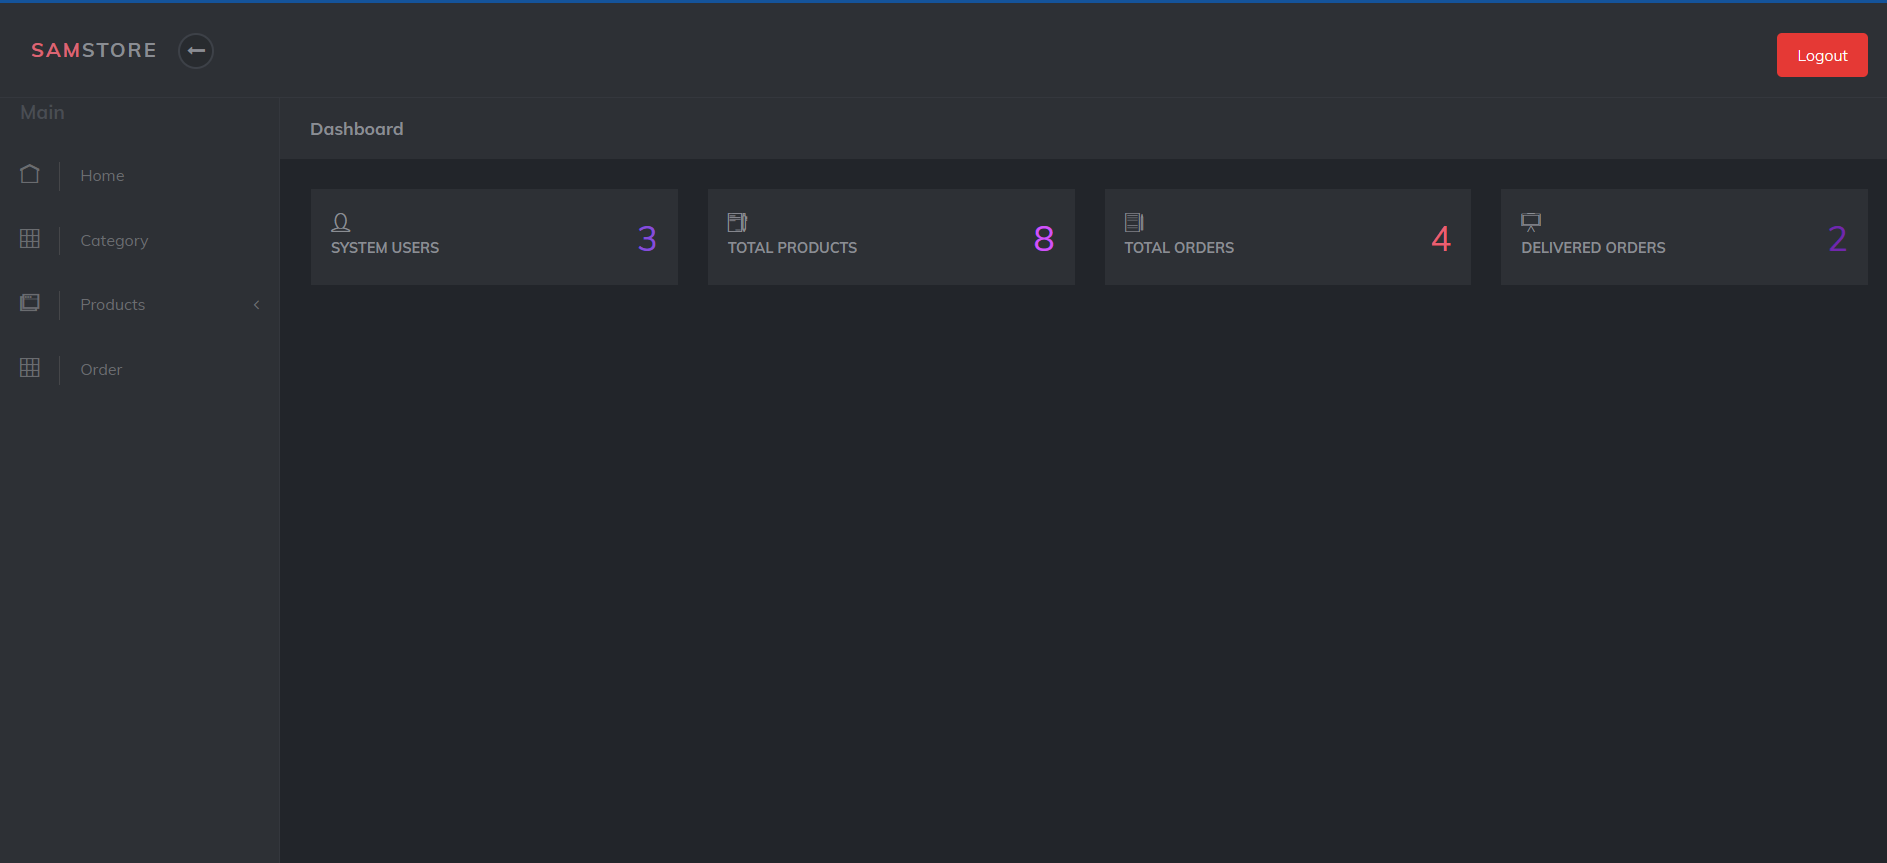 SAMSTORE
Logout
Main
Home
Category
Products
Order
Dashboard
SYSTEM USERS
3
TOTAL PRODUCTS
8
TOTAL ORDERS
4
DELIVERED ORDERS
2